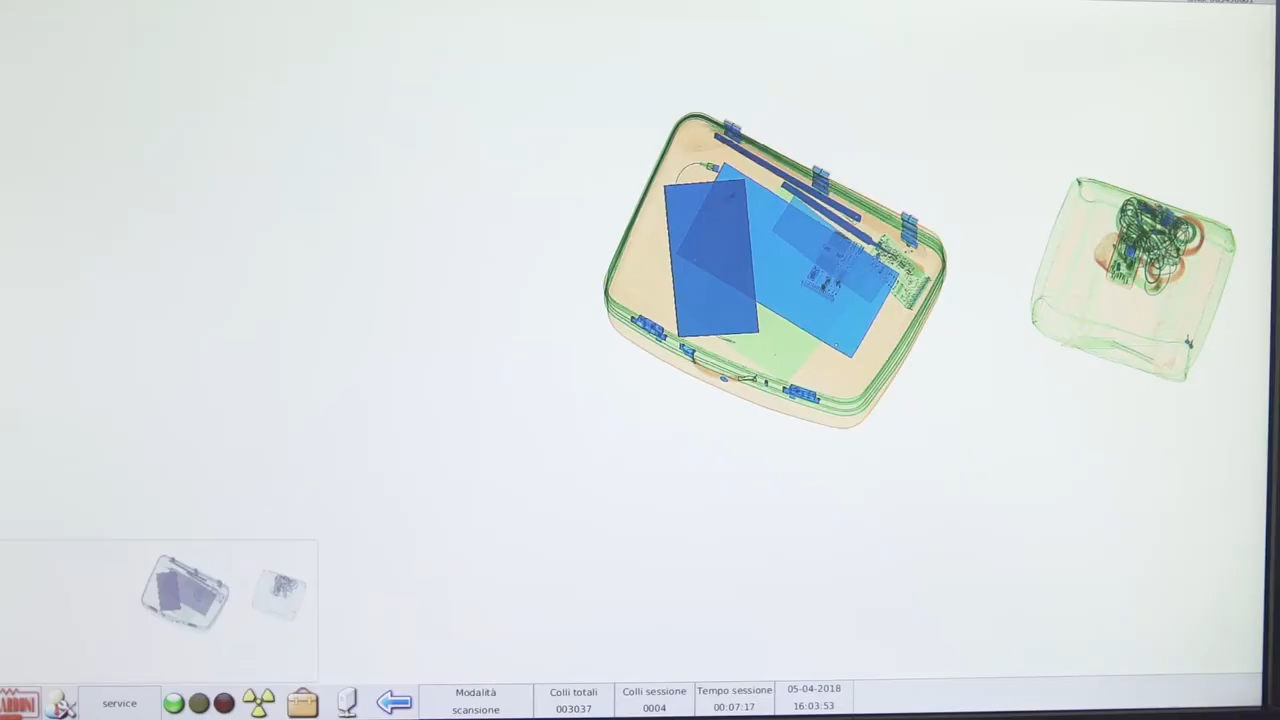 service
Modalità
scansione
Colli totali
003037
Colli sessione
0004
Tempo sessione
00:07:17
05-04-2018
16:03:53